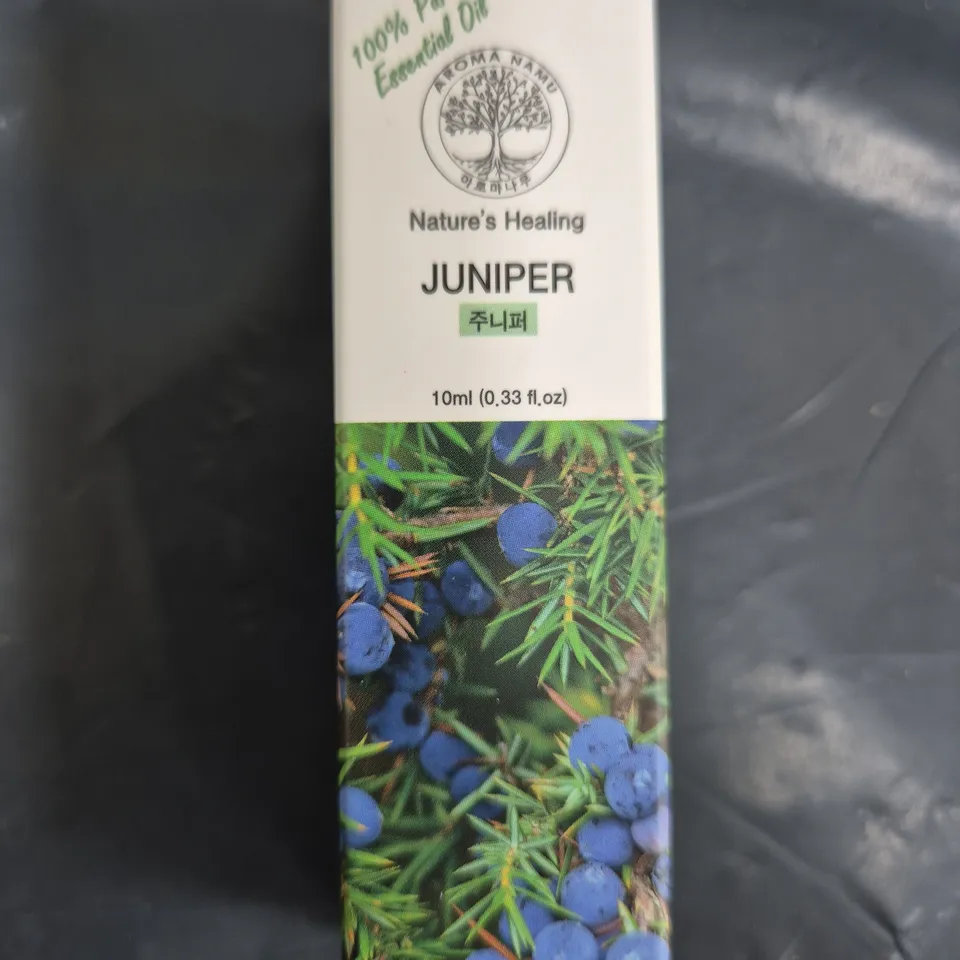 100%
Essential Oil
AROMA NAMU
아로마나무
Nature's Healing
JUNIPER
주니퍼
10ml (0.33 fl.oz)